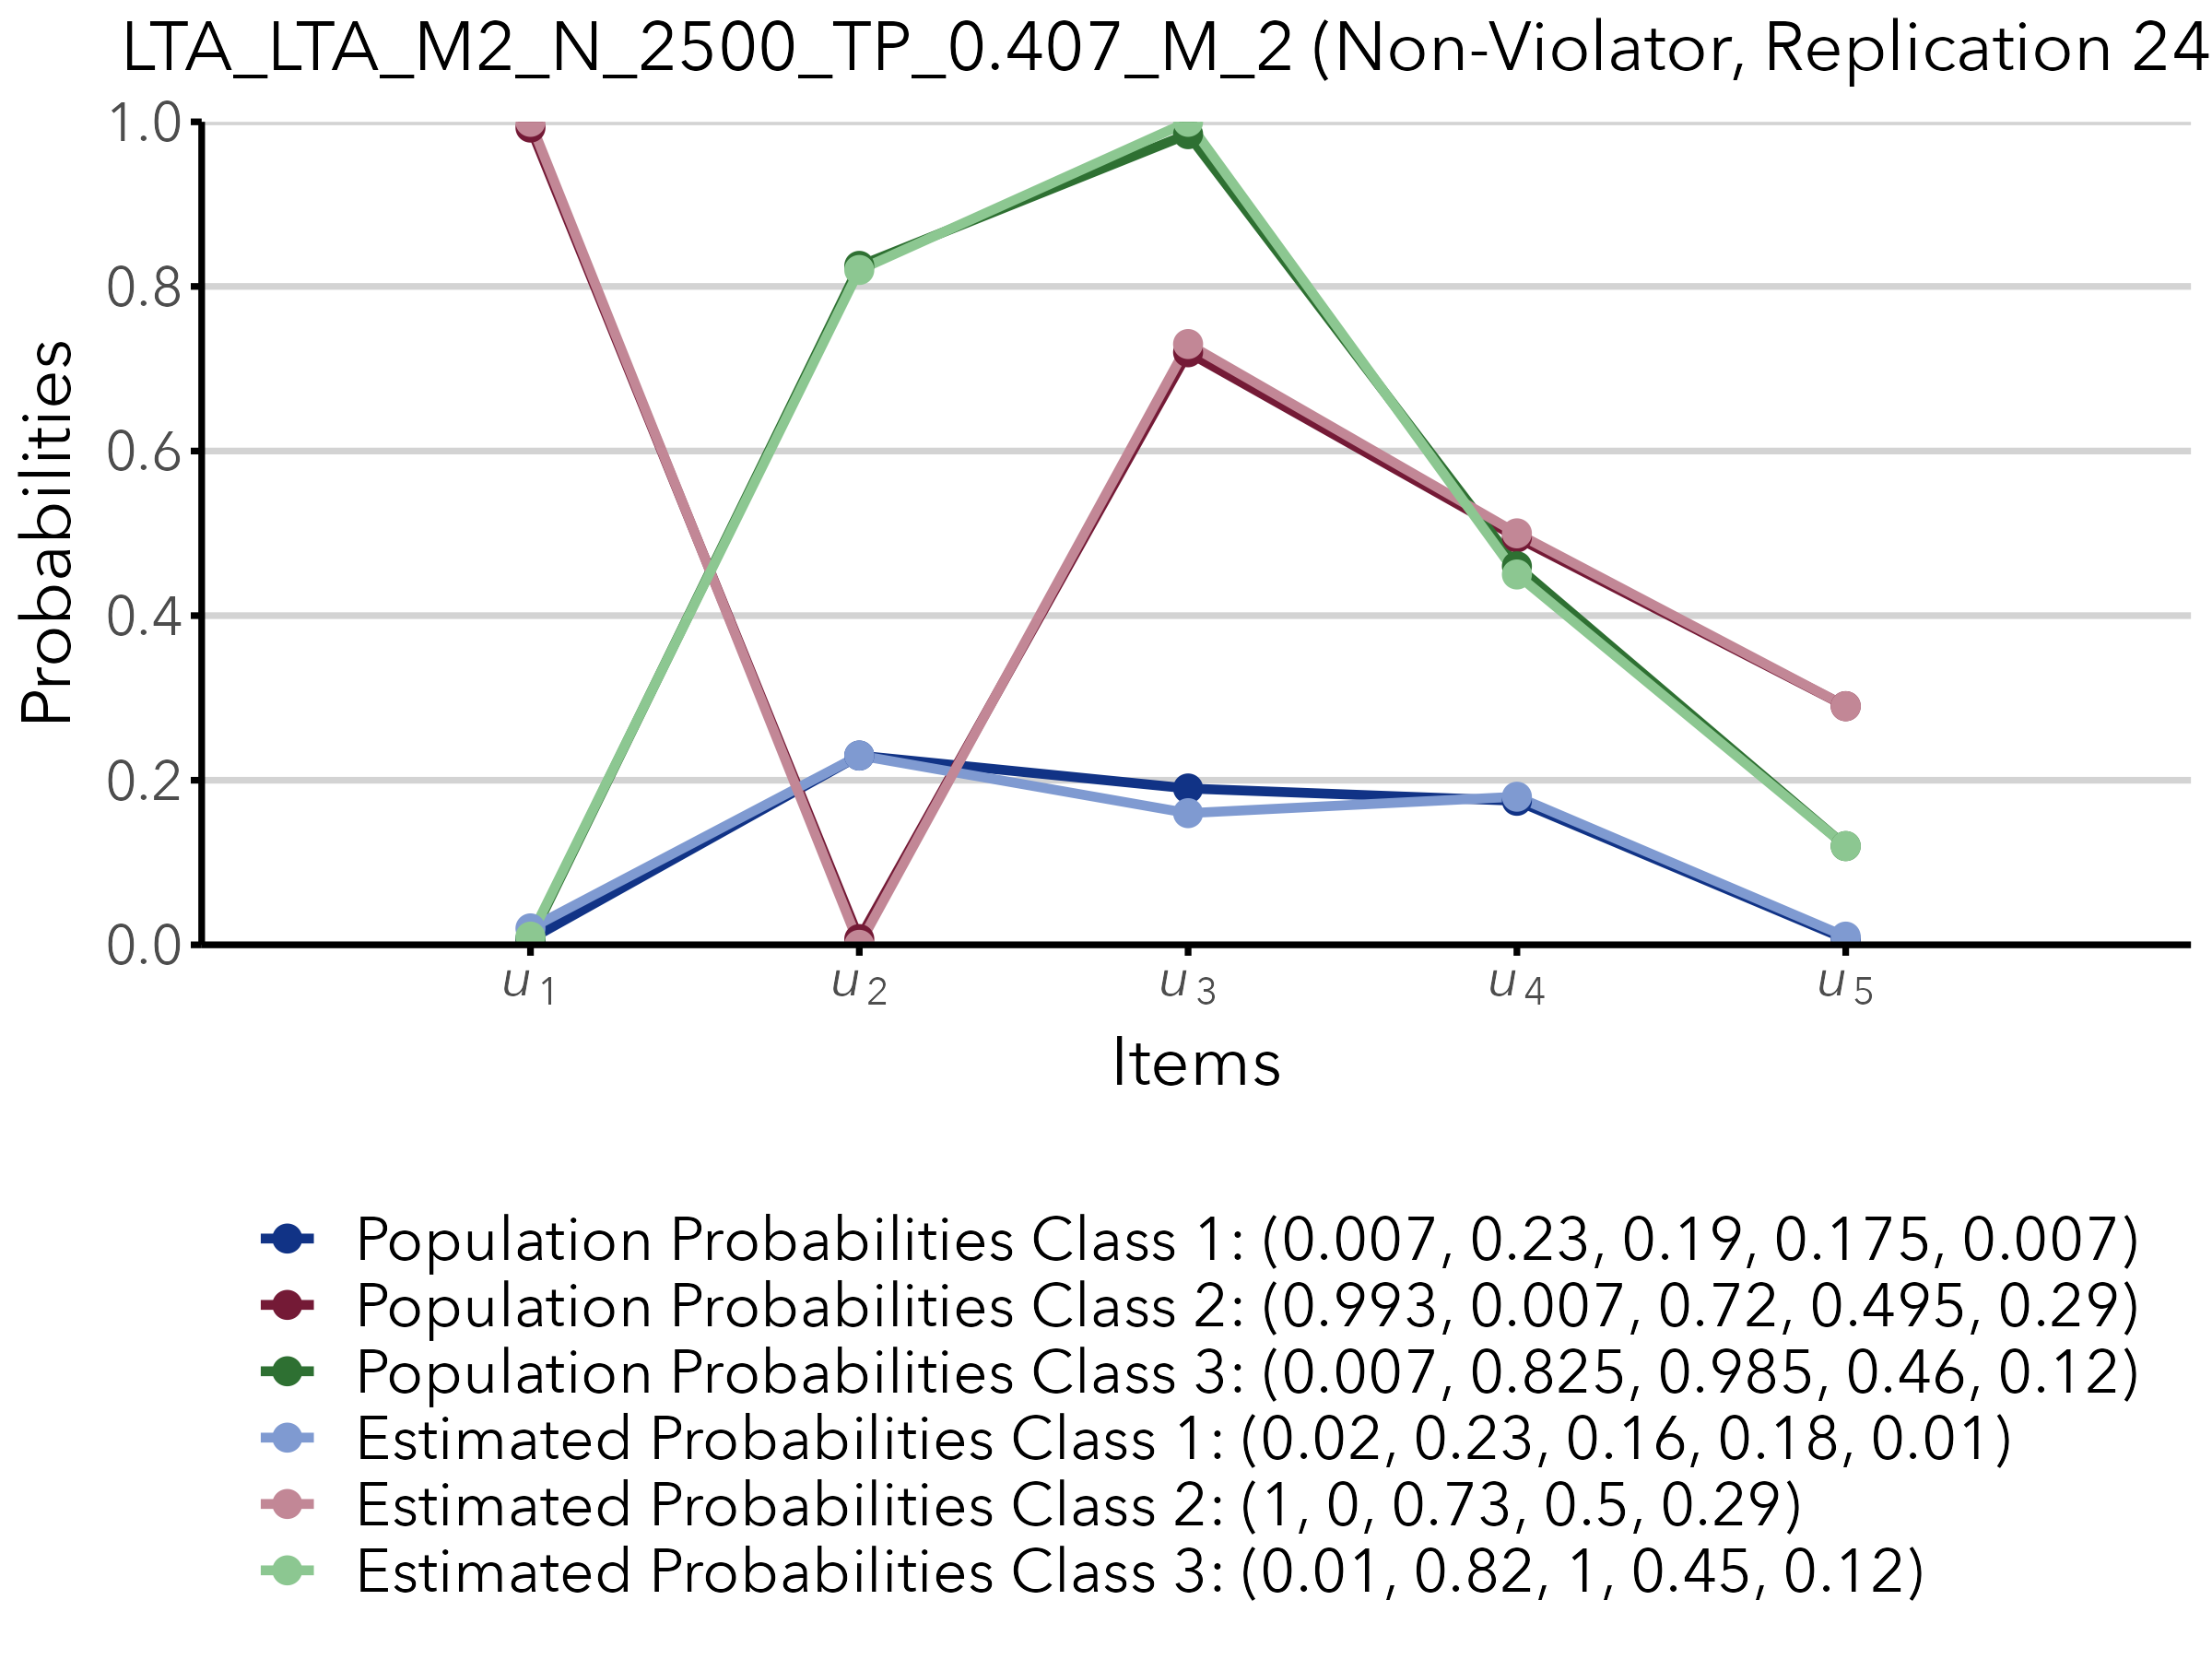 LTA_LTA_M2_N_2500_TP_0.407_M_2 (Non-Violator, Replication 24
1.0
0.8
0.6
0.4
0.2
0.0
Probabilities
u1 u2 u3 u4 u5
Items
Population Probabilities Class 1: (0.007, 0.23, 0.19, 0.175, 0.007)
Population Probabilities Class 2: (0.993, 0.007, 0.72, 0.495, 0.29)
Population Probabilities Class 3: (0.007, 0.825, 0.985, 0.46, 0.12)
Estimated Probabilities Class 1: (0.02, 0.23, 0.16, 0.18, 0.01)
Estimated Probabilities Class 2: (1, 0, 0.73, 0.5, 0.29)
Estimated Probabilities Class 3: (0.01, 0.82, 1, 0.45, 0.12)